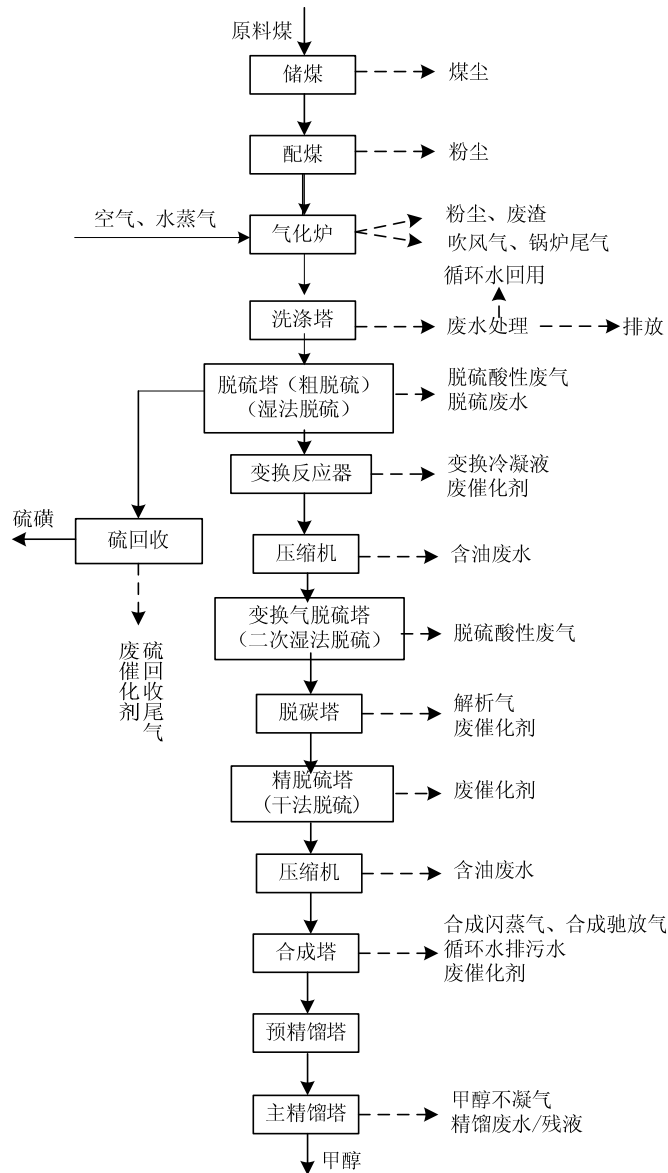 原料煤
储煤
煤尘
配煤
粉尘
空气、水蒸气
气化炉
粉尘、废渣
吹风气、锅炉尾气
循环水回用
洗涤塔
废水处理
排放
脱硫塔（粗脱硫）
（湿法脱硫）
脱硫酸性废气
脱硫废水
变换反应器
变换冷凝液
废催化剂
硫磺
硫回收
压缩机
含油废水
变换气脱硫塔
（二次湿法脱硫）
脱硫酸性废气
硫回收尾气
废催化剂
脱碳塔
解析气
废催化剂
精脱硫塔
(干法脱硫)
废催化剂
压缩机
含油废水
合成塔
合成闪蒸气、合成驰放气
循环水排污水
废催化剂
预精馏塔
主精馏塔
甲醇不凝气
精馏废水/残液
甲醇